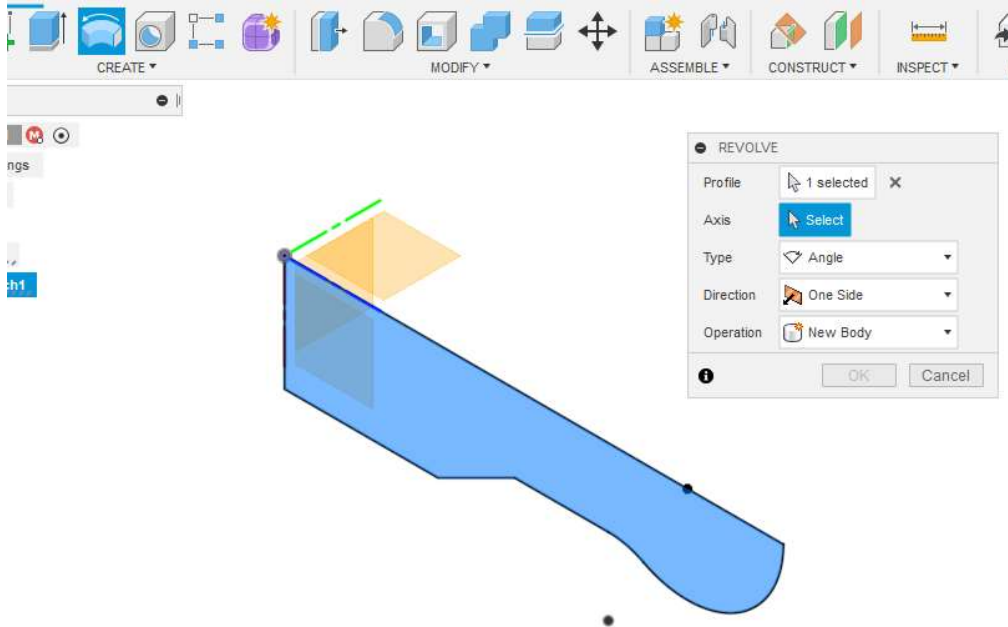 CREATE ▾ MODIFY ▾ ASSEMBLE ▾ CONSTRUCT ▾ INSPECT ▾
M
ngs
ch1
REVOLVE
Profile 1 selected
Axis Select
Type Angle
Direction One Side
Operation New Body
OK Cancel